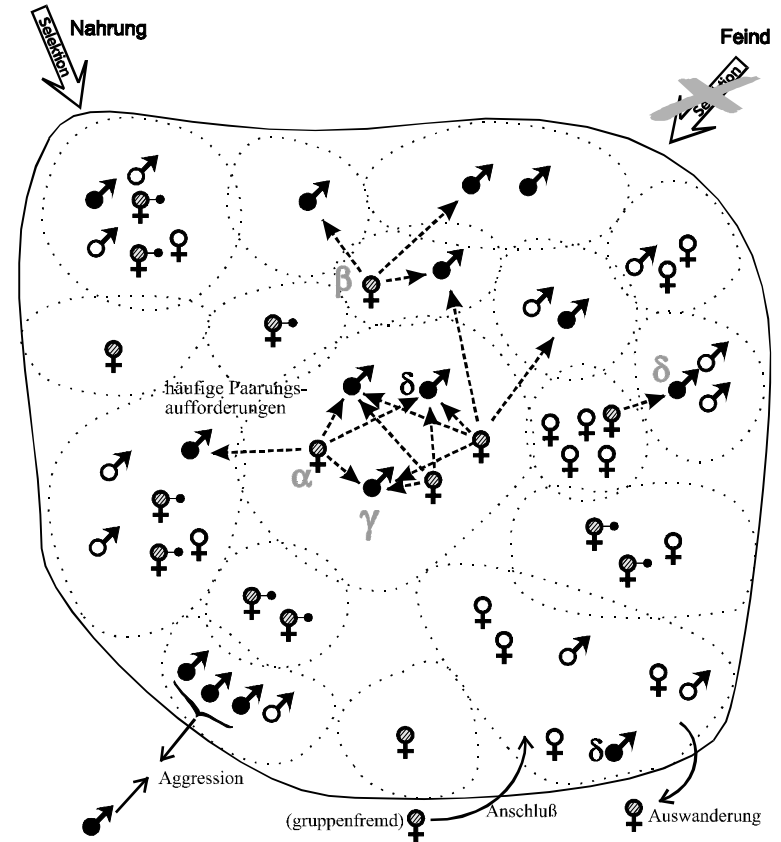 Nahrung
Selektion
Feind
Selektion
β
δ
häufige Paarungs-
aufforderungen
δ
α
γ
δ
Aggression
(gruppenfremd)
Anschluß
Auswanderung